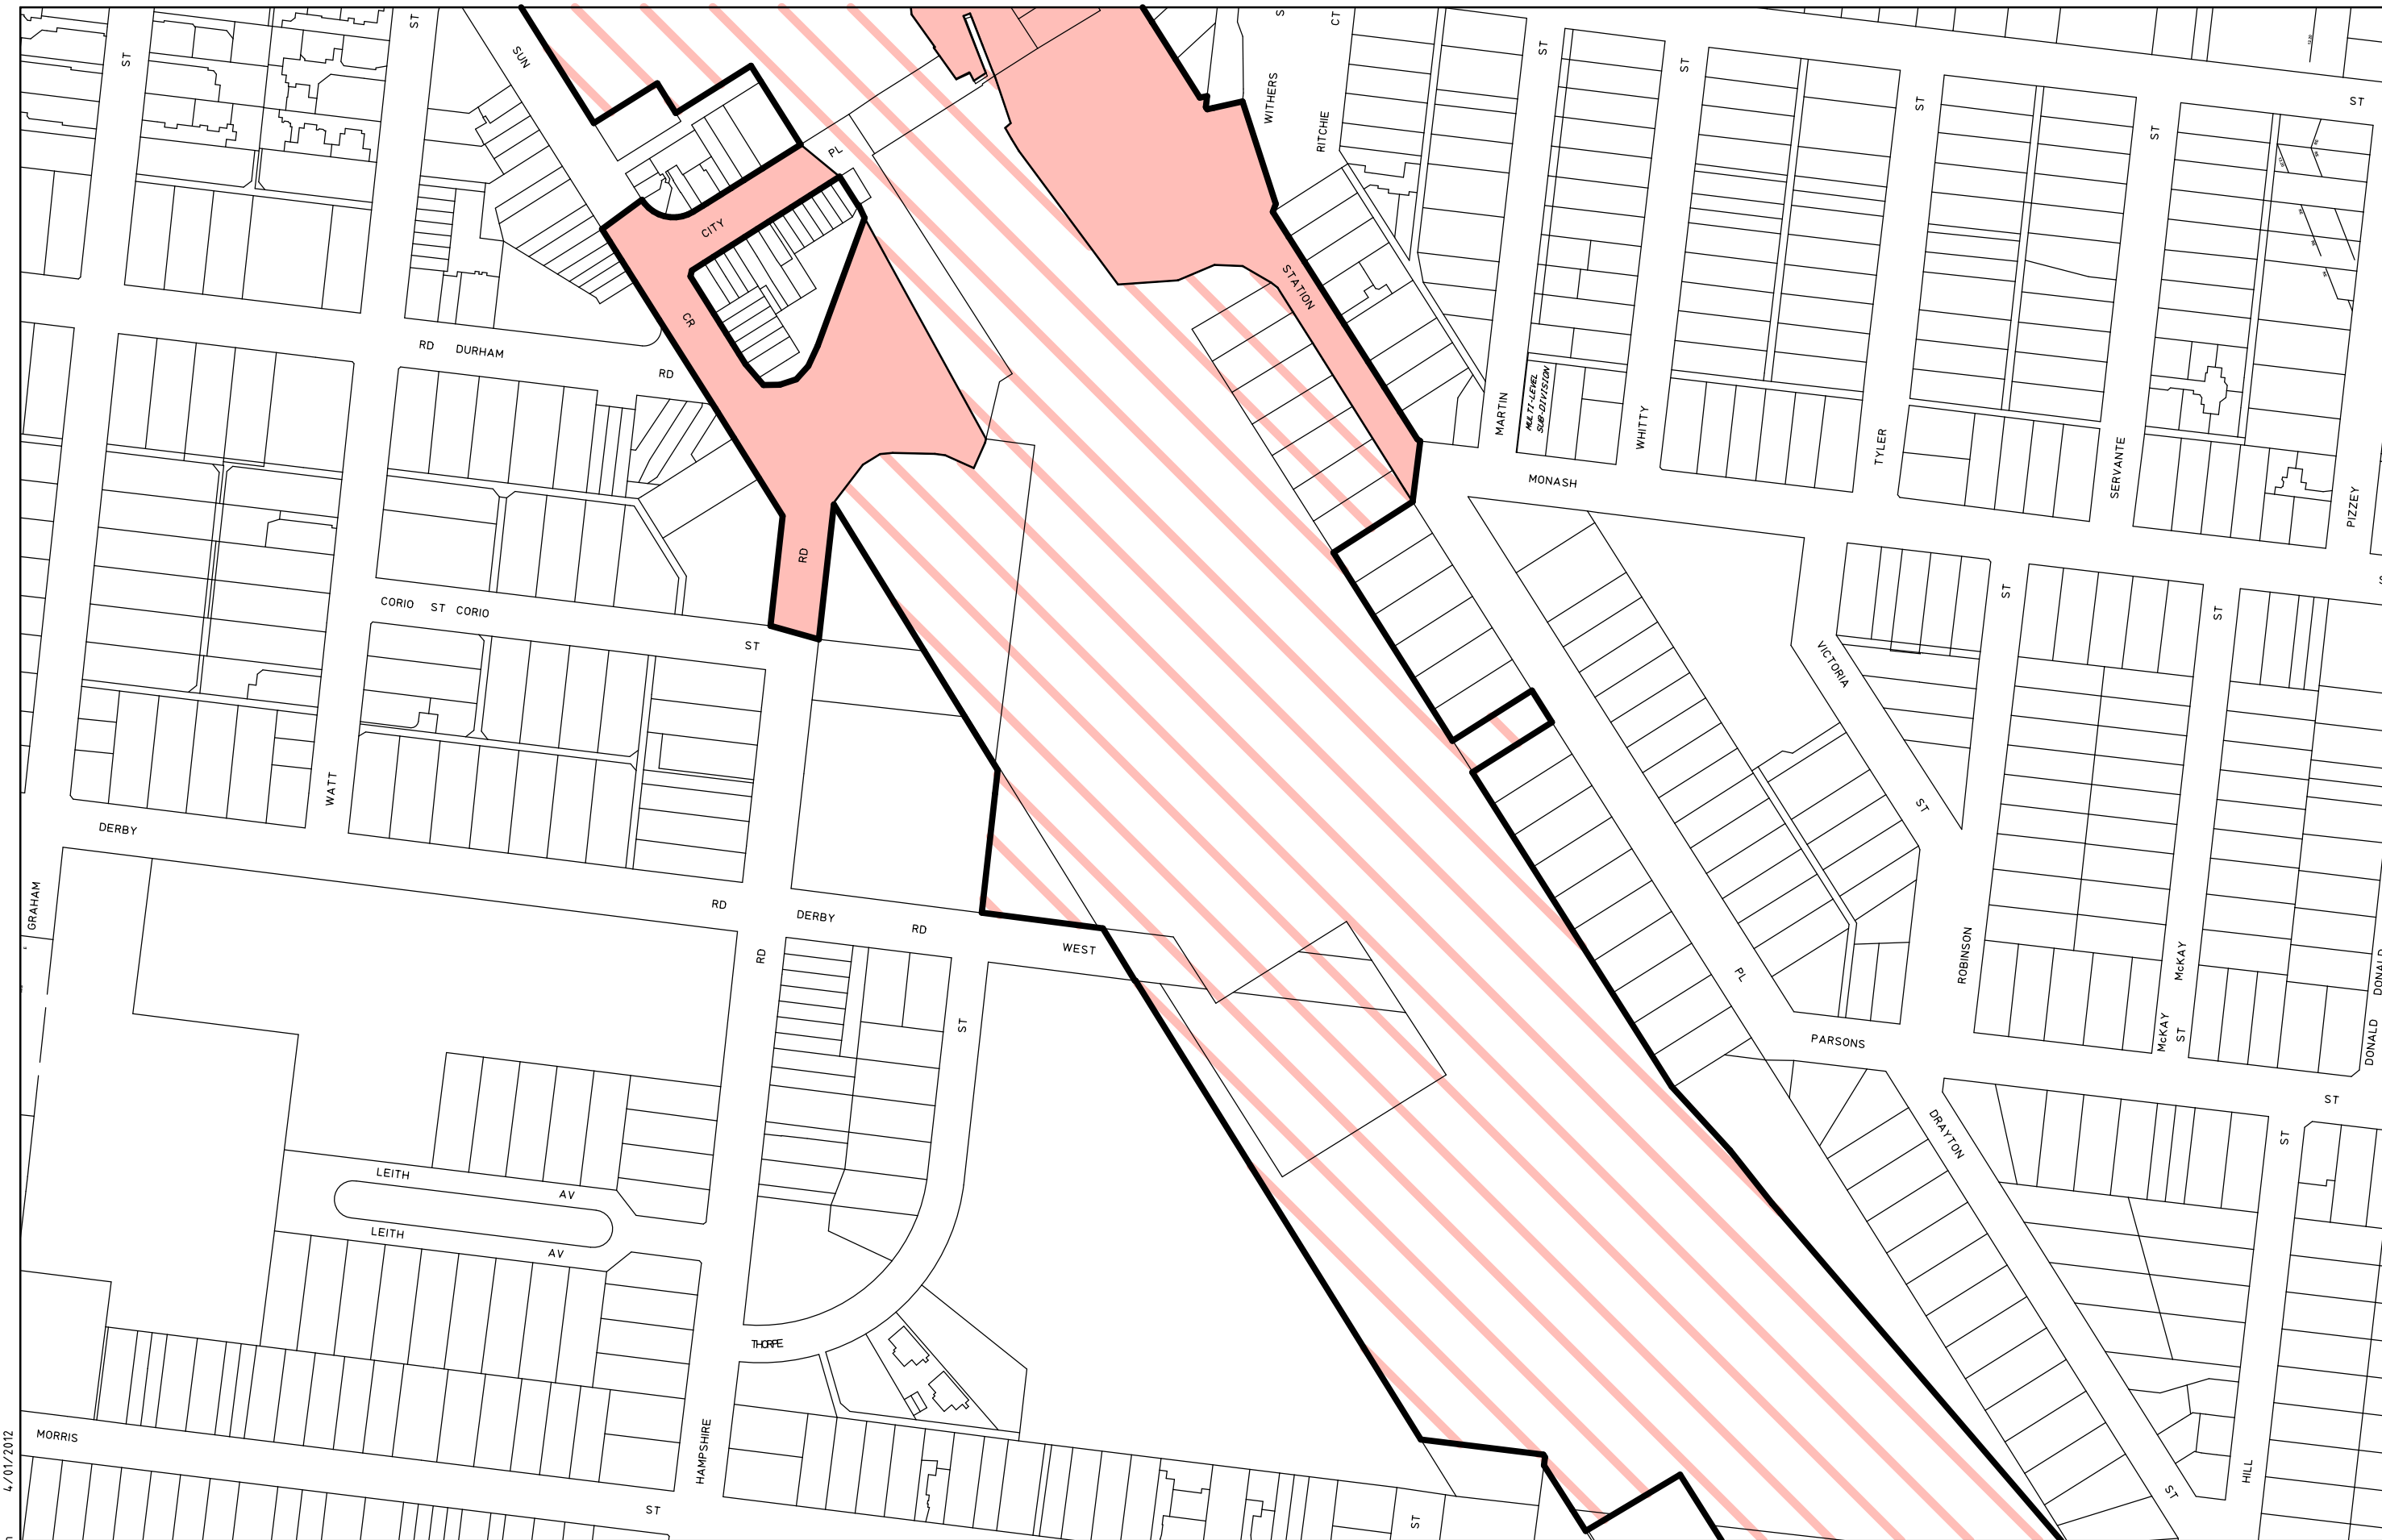 ST
ST
SUN
S
CT
ST
ST
ST
ST
ST
WITHERS
RITCHIE
PL
CITY
CR
STATION
RD DURHAM
RD
MARTIN
MULTI-LEVEL
SUB-DIVISION
WHITTY
TYLER
SERVANTE
PIZZEY
MONASH
RD
CORIO ST CORIO
ST
ST
ST
VICTORIA
WATT
DERBY
ST
GRAHAM
RD
DERBY
RD
WEST
RD
ST
PL
ROBINSON
McKAY
DONALD
McKAY
ST
DONALD
PARSONS
ST
DRAYTON
ST
LEITH
AV
LEITH
AV
THORPE
MORRIS
HAMPSHIRE
ST
ST
ST
HILL
4/01/2012